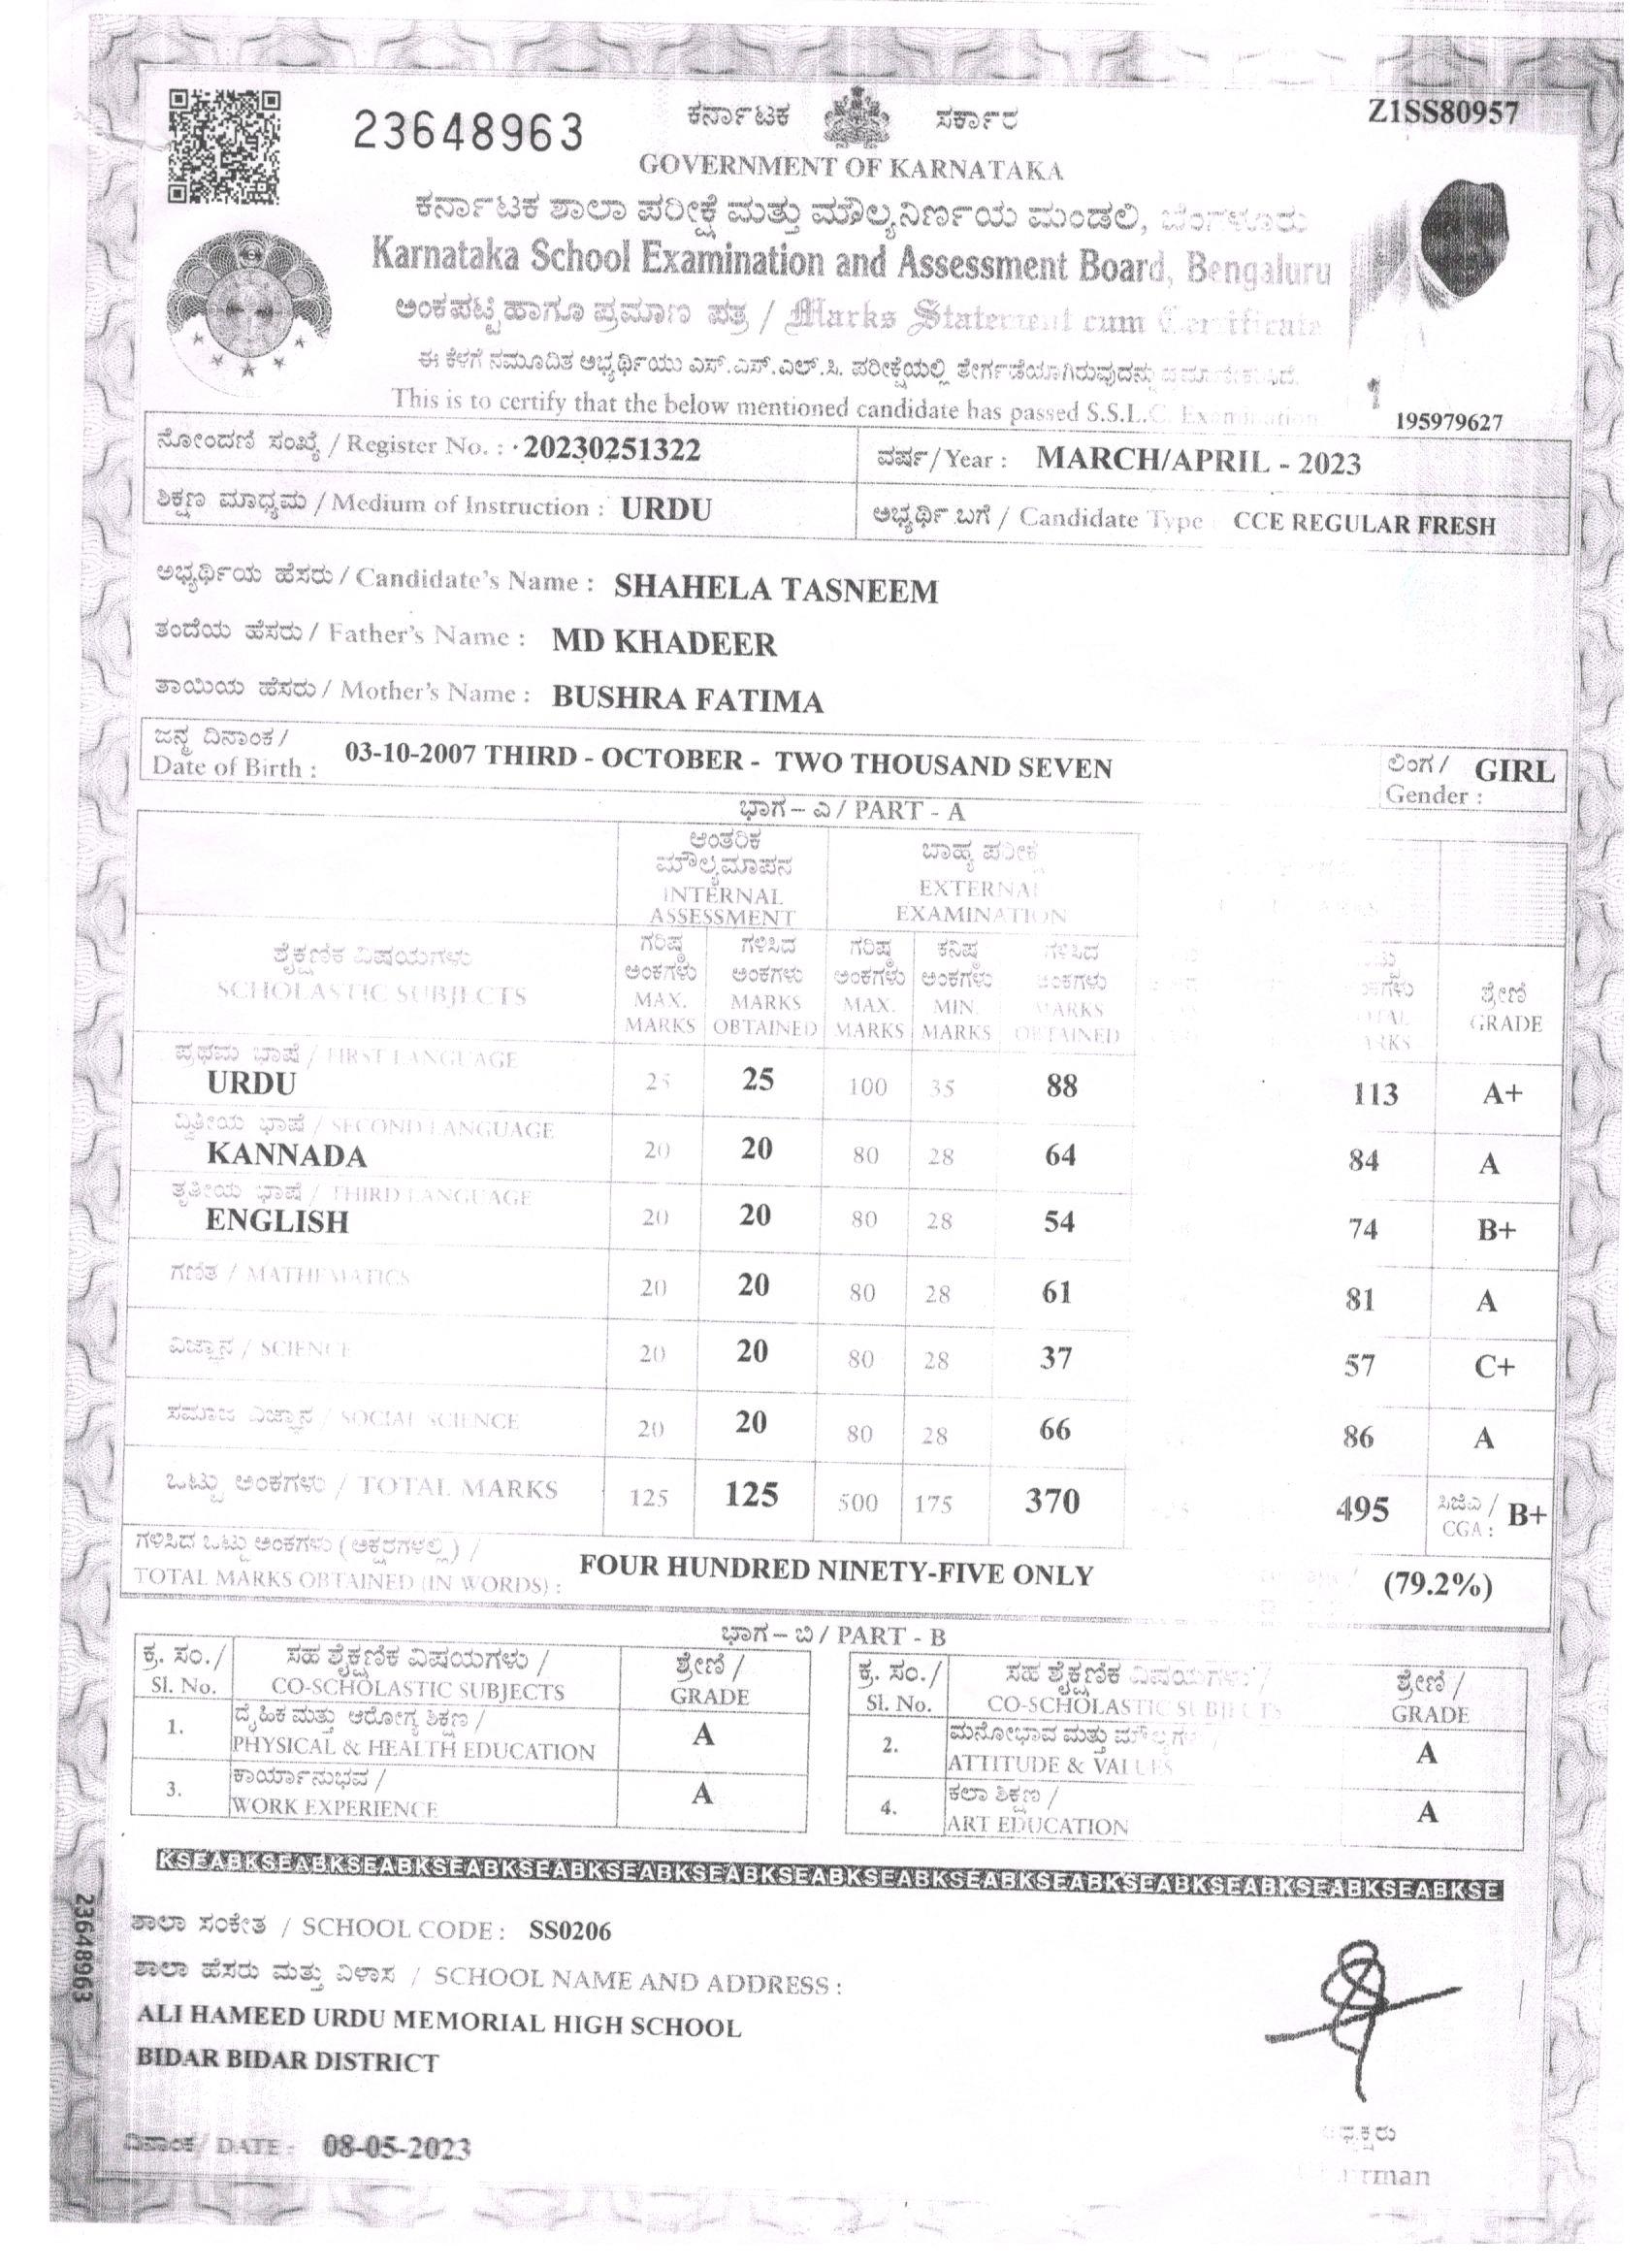 23648963
ಕರ್ನಾಟಕ ಸರ್ಕಾರ
Z1SS80957
GOVERNMENT OF KARNATAKA
ಕರ್ನಾಟಕ ಶಾಲಾ ಪರೀಕ್ಷೆ ಮತ್ತು ಮೌಲ್ಯನಿರ್ಣಯ ಮಂಡಲಿ, ಬೆಂಗಳೂರು
Karnataka School Examination and Assessment Board, Bengaluru
ಅಂಕಪಟ್ಟಿ ಹಾಗೂ ಪ್ರಮಾಣ ಪತ್ರ / Marks Statement cum Certificate
ಈ ಕೆಳಗೆ ನಮೂದಿತ ಅಭ್ಯರ್ಥಿಯು ಎಸ್.ಎಸ್.ಎಲ್.ಸಿ. ಪರೀಕ್ಷೆಯಲ್ಲಿ ತೇರ್ಗಡೆಯಾಗಿರುವುದನ್ನು
This is to certify that the below mentioned candidate has passed S.S.L.C. Examination
195979627
ನೋಂದಣಿ ಸಂಖ್ಯೆ / Register No. : 20230251322
ವರ್ಷ / Year : MARCH/APRIL - 2023
ಶಿಕ್ಷಣ ಮಾಧ್ಯಮ / Medium of Instruction : URDU
ಅಭ್ಯರ್ಥಿ ಬಗೆ / Candidate Type CCE REGULAR FRESH
ಅಭ್ಯರ್ಥಿಯ ಹೆಸರು / Candidate's Name : SHAHELA TASNEEM
ತಂದೆಯ ಹೆಸರು / Father's Name : MD KHADEER
ತಾಯಿಯ ಹೆಸರು / Mother's Name : BUSHRA FATIMA
ಜನ್ಮ ದಿನಾಂಕ /
Date of Birth : 03-10-2007 THIRD - OCTOBER - TWO THOUSAND SEVEN
ಲಿಂಗ / GIRL
Gender :
ಭಾಗ – ಎ / PART - A
ಆಂತರಿಕ
ಮೌಲ್ಯಮಾಪನ
INTERNAL
ASSESSMENT
ಬಾಹ್ಯ ಪರೀಕ್ಷೆ
EXTERNAL
EXAMINATION
ಶೈಕ್ಷಣಿಕ ವಿಷಯಗಳು
SCHOLASTIC SUBJECTS
ಗರಿಷ್ಠ ಅಂಕಗಳು MAX. MARKS
ಗಳಿಸಿದ ಅಂಕಗಳು MARKS OBTAINED
ಗರಿಷ್ಠ ಅಂಕಗಳು MAX. MARKS
ಕನಿಷ್ಠ ಅಂಕಗಳು MIN. MARKS
ಗಳಿಸಿದ ಅಂಕಗಳು MARKS OBTAINED
ಶ್ರೇಣಿ GRADE
ಪ್ರಥಮ ಭಾಷೆ / FIRST LANGUAGE
URDU 25 25 100 35 88 113 A+
ದ್ವಿತೀಯ ಭಾಷೆ / SECOND LANGUAGE
KANNADA 20 20 80 28 64 84 A
ತೃತೀಯ ಭಾಷೆ / THIRD LANGUAGE
ENGLISH 20 20 80 28 54 74 B+
ಗಣಿತ / MATHEMATICS 20 20 80 28 61 81 A
ವಿಜ್ಞಾನ / SCIENCE 20 20 80 28 37 57 C+
ಸಮಾಜ ವಿಜ್ಞಾನ / SOCIAL SCIENCE 20 20 80 28 66 86 A
ಒಟ್ಟು ಅಂಕಗಳು / TOTAL MARKS 125 125 500 175 370 495 ಸಿಜಿಎ / CGA : B+
ಗಳಿಸಿದ ಒಟ್ಟು ಅಂಕಗಳು (ಅಕ್ಷರಗಳಲ್ಲಿ) /
TOTAL MARKS OBTAINED (IN WORDS) : FOUR HUNDRED NINETY-FIVE ONLY (79.2%)
ಭಾಗ – ಬಿ / PART - B
ಕ್ರ. ಸಂ./ ಸಹ ಶೈಕ್ಷಣಿಕ ವಿಷಯಗಳು / ಶ್ರೇಣಿ / ಕ್ರ. ಸಂ./ ಸಹ ಶೈಕ್ಷಣಿಕ ವಿಷಯಗಳು / ಶ್ರೇಣಿ /
Sl. No. CO-SCHOLASTIC SUBJECTS GRADE Sl. No. CO-SCHOLASTIC SUBJECTS GRADE
1. ದೈಹಿಕ ಮತ್ತು ಆರೋಗ್ಯ ಶಿಕ್ಷಣ / PHYSICAL & HEALTH EDUCATION A
2. ಮನೋಭಾವ ಮತ್ತು ಮೌಲ್ಯಗಳು / ATTITUDE & VALUES A
3. ಕಾರ್ಯಾನುಭವ / WORK EXPERIENCE A
4. ಕಲಾ ಶಿಕ್ಷಣ / ART EDUCATION A
KSEABKSEABKSEABKSEABKSEABKSEABKSEABKSEABKSEABKSEABKSEABKSEABKSEABKSEABKSEABKSE
23648963
ಶಾಲಾ ಸಂಕೇತ / SCHOOL CODE : SS0206
ಶಾಲಾ ಹೆಸರು ಮತ್ತು ವಿಳಾಸ / SCHOOL NAME AND ADDRESS :
ALI HAMEED URDU MEMORIAL HIGH SCHOOL
BIDAR BIDAR DISTRICT
ದಿನಾಂಕ / DATE : 08-05-2023